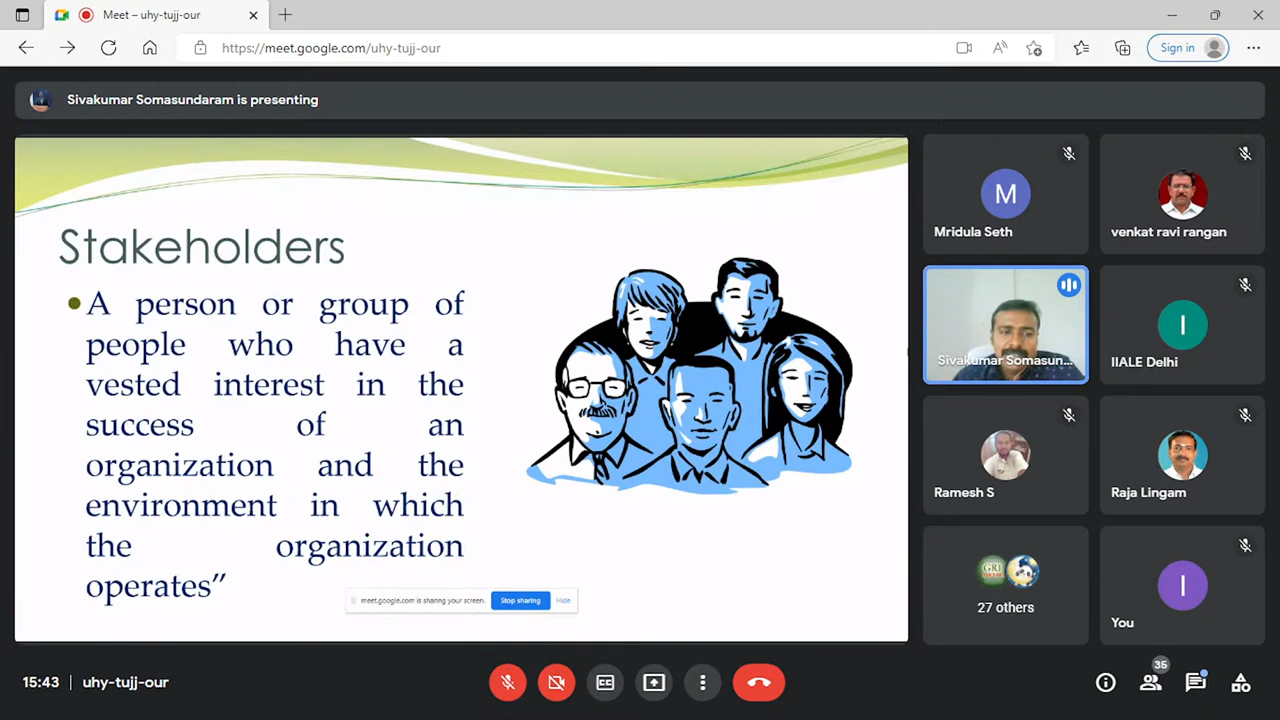 Meet – uhy-tujj-our
https://meet.google.com/uhy-tujj-our
Sign in
Sivakumar Somasundaram is presenting
Stakeholders
A person or group of
people who have a
vested interest in the
success of an
organization and the
environment in which
the organization
operates”
meet.google.com is sharing your screen.
Stop sharing
Hide
M
Mridula Seth
venkat ravi rangan
Sivakumar Somasun...
I
IIALE Delhi
Ramesh S
Raja Lingam
GRI
27 others
I
You
15:43 | uhy-tujj-our
CC
35